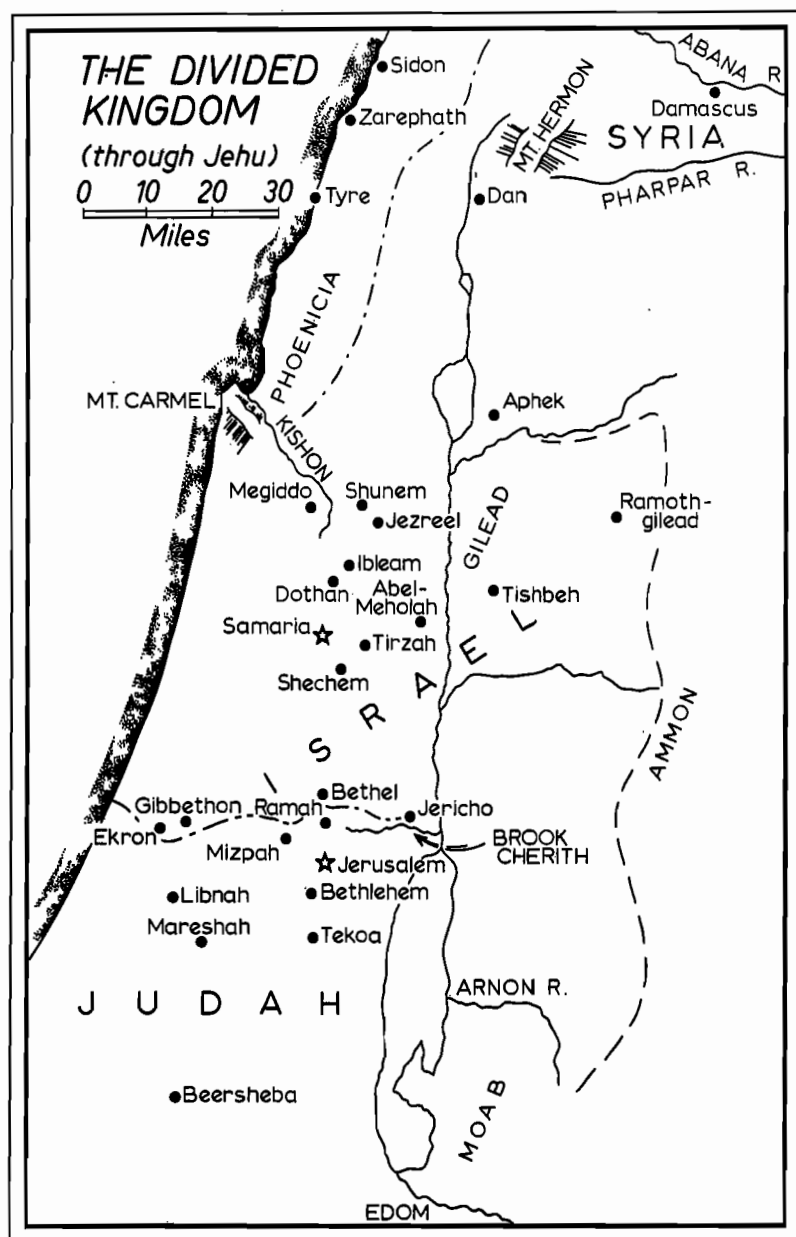 THE DIVIDED
KINGDOM
(through Jehu)
0 10 20 30
Miles
Sidon
Zarephath
Tyre
ABANA R
Damascus
MT. HERMON
SYRIA
PHARPAR R.
Dan
PHOENICIA
MT. CARMEL
KISHON
Aphek
Megiddo
Shunem
Jezreel
GILEAD
Ramoth-
gilead
Ibleam
Dothan
Abel-
Meholah
Tishbeh
Samaria
Tirzah
Shechem
I S R A E L
AMMON
Bethel
Gibbethon
Ramah
Jericho
Ekron
Mizpah
BROOK
CHERITH
Jerusalem
Libnah
Bethlehem
Mareshah
Tekoa
J U D A H
ARNON R.
Beersheba
MOAB
EDOM